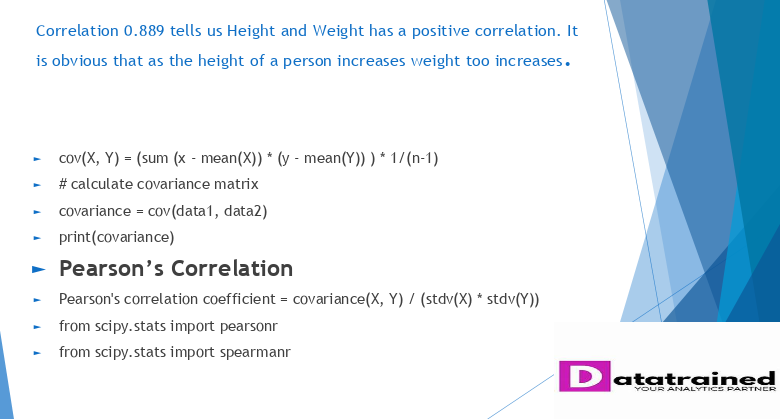 Correlation 0.889 tells us Height and Weight has a positive correlation. It
is obvious that as the height of a person increases weight too increases.
► cov(X, Y) = (sum (x - mean(X)) * (y - mean(Y)) ) * 1/(n-1)
► # calculate covariance matrix
► covariance = cov(data1, data2)
► print(covariance)
► Pearson’s Correlation
► Pearson's correlation coefficient = covariance(X, Y) / (stdv(X) * stdv(Y))
► from scipy.stats import pearsonr
► from scipy.stats import spearmanr
Datatrained
YOUR ANALYTICS PARTNER